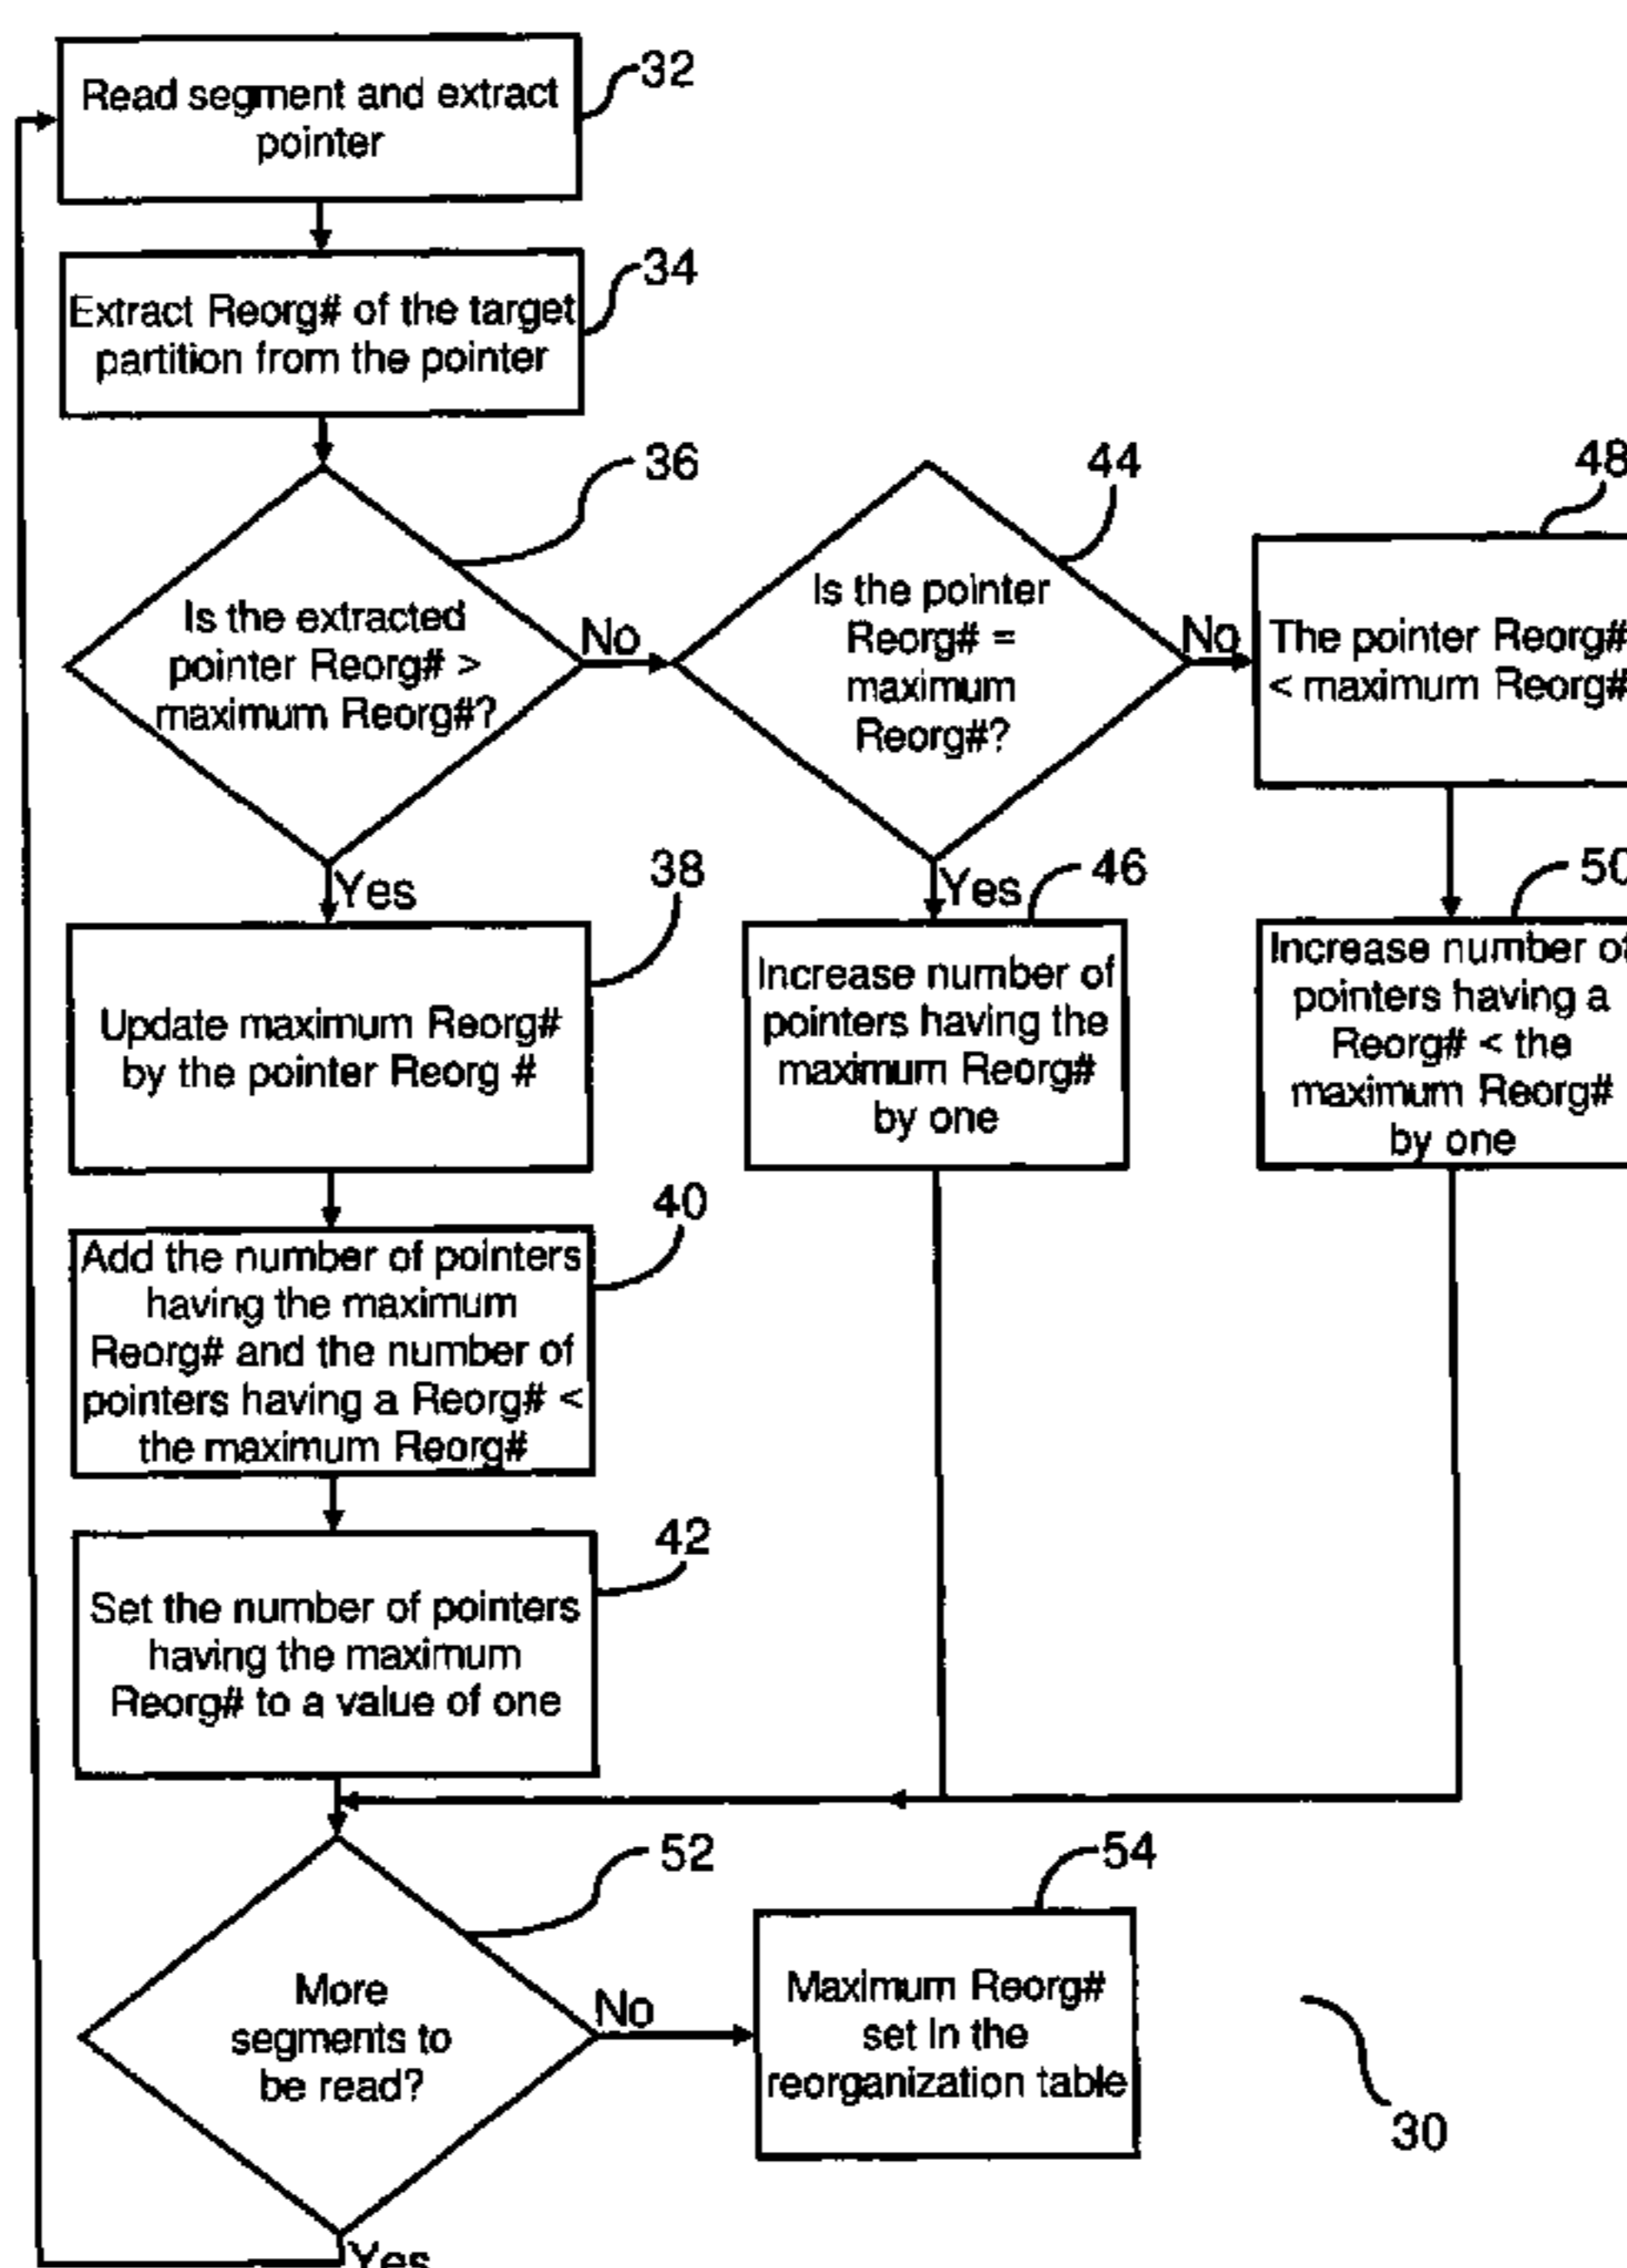 Read segment and extract
pointer
32
Extract Reorg# of the target
partition from the pointer
34
Is the extracted
pointer Reorg# >
maximum Reorg#?
36
No
Is the pointer
Reorg# =
maximum
Reorg#?
44
No
The pointer Reorg#
< maximum Reorg#
48
Yes
Update maximum Reorg#
by the pointer Reorg #
38
Yes
Increase number of
pointers having the
maximum Reorg#
by one
46
Increase number of
pointers having a
Reorg# < the
maximum Reorg#
by one
50
Add the number of pointers
having the maximum
Reorg# and the number of
pointers having a Reorg# <
the maximum Reorg#
40
Set the number of pointers
having the maximum
Reorg# to a value of one
42
More
segments to
be read?
52
No
Maximum Reorg#
set in the
reorganization table
54
30
Yes